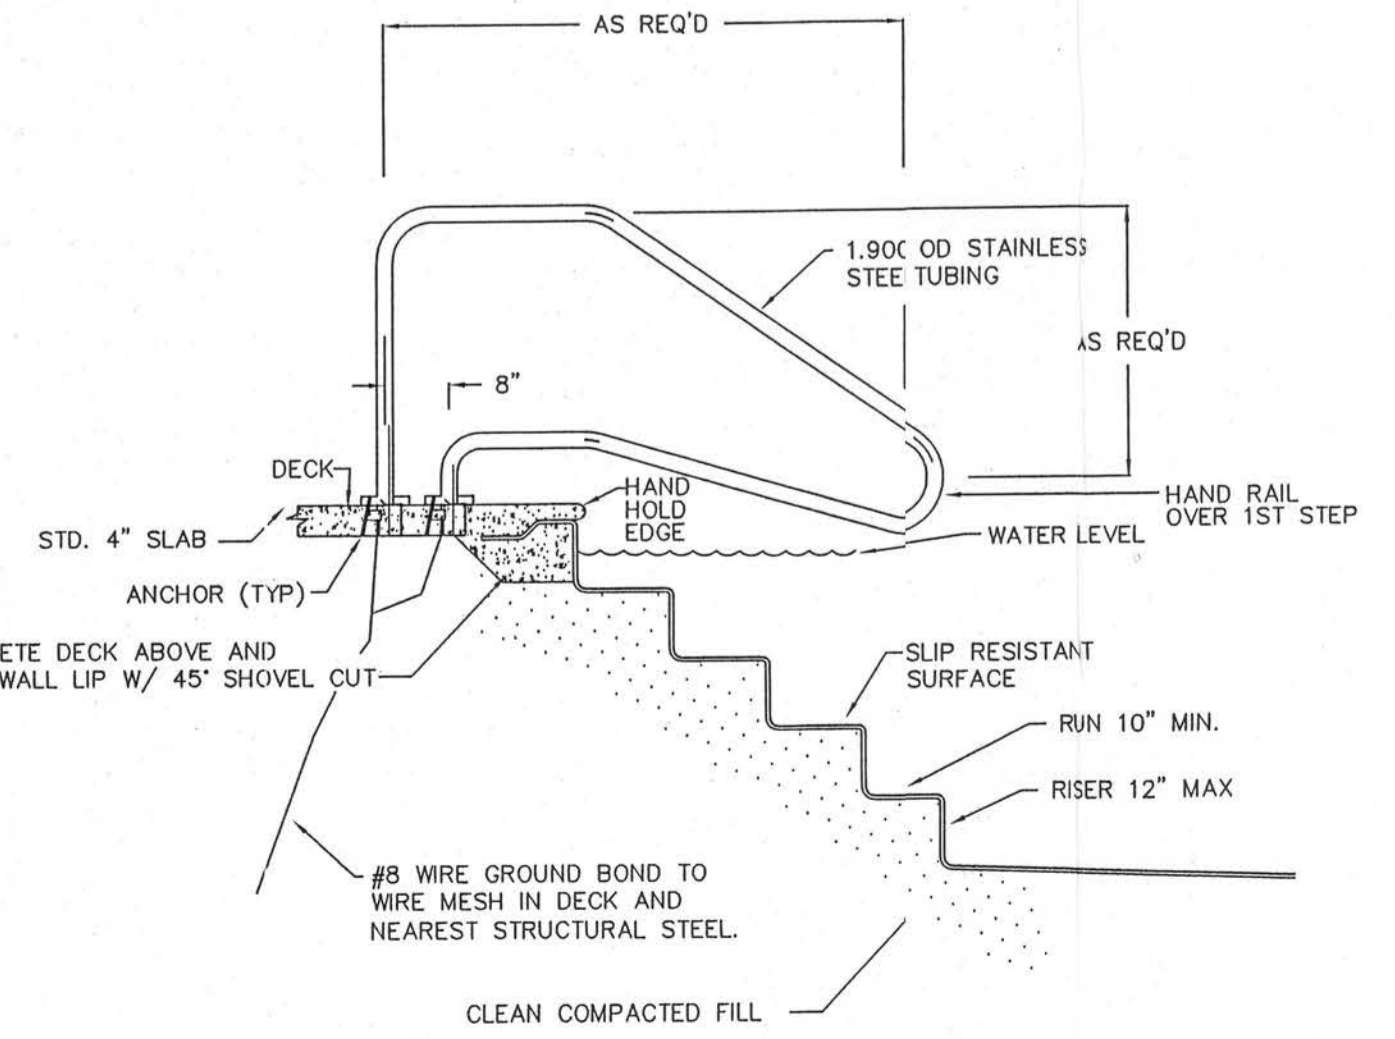 AS REQ'D
1.900 OD STAINLESS
STEE TUBING
AS REQ'D
8"
DECK
HAND
HOLD
EDGE
HAND RAIL
OVER 1ST STEP
STD. 4" SLAB
WATER LEVEL
ANCHOR (TYP)
ETE DECK ABOVE AND
WALL LIP W/ 45° SHOVEL CUT
SLIP RESISTANT
SURFACE
RUN 10" MIN.
RISER 12" MAX
#8 WIRE GROUND BOND TO
WIRE MESH IN DECK AND
NEAREST STRUCTURAL STEEL.
CLEAN COMPACTED FILL